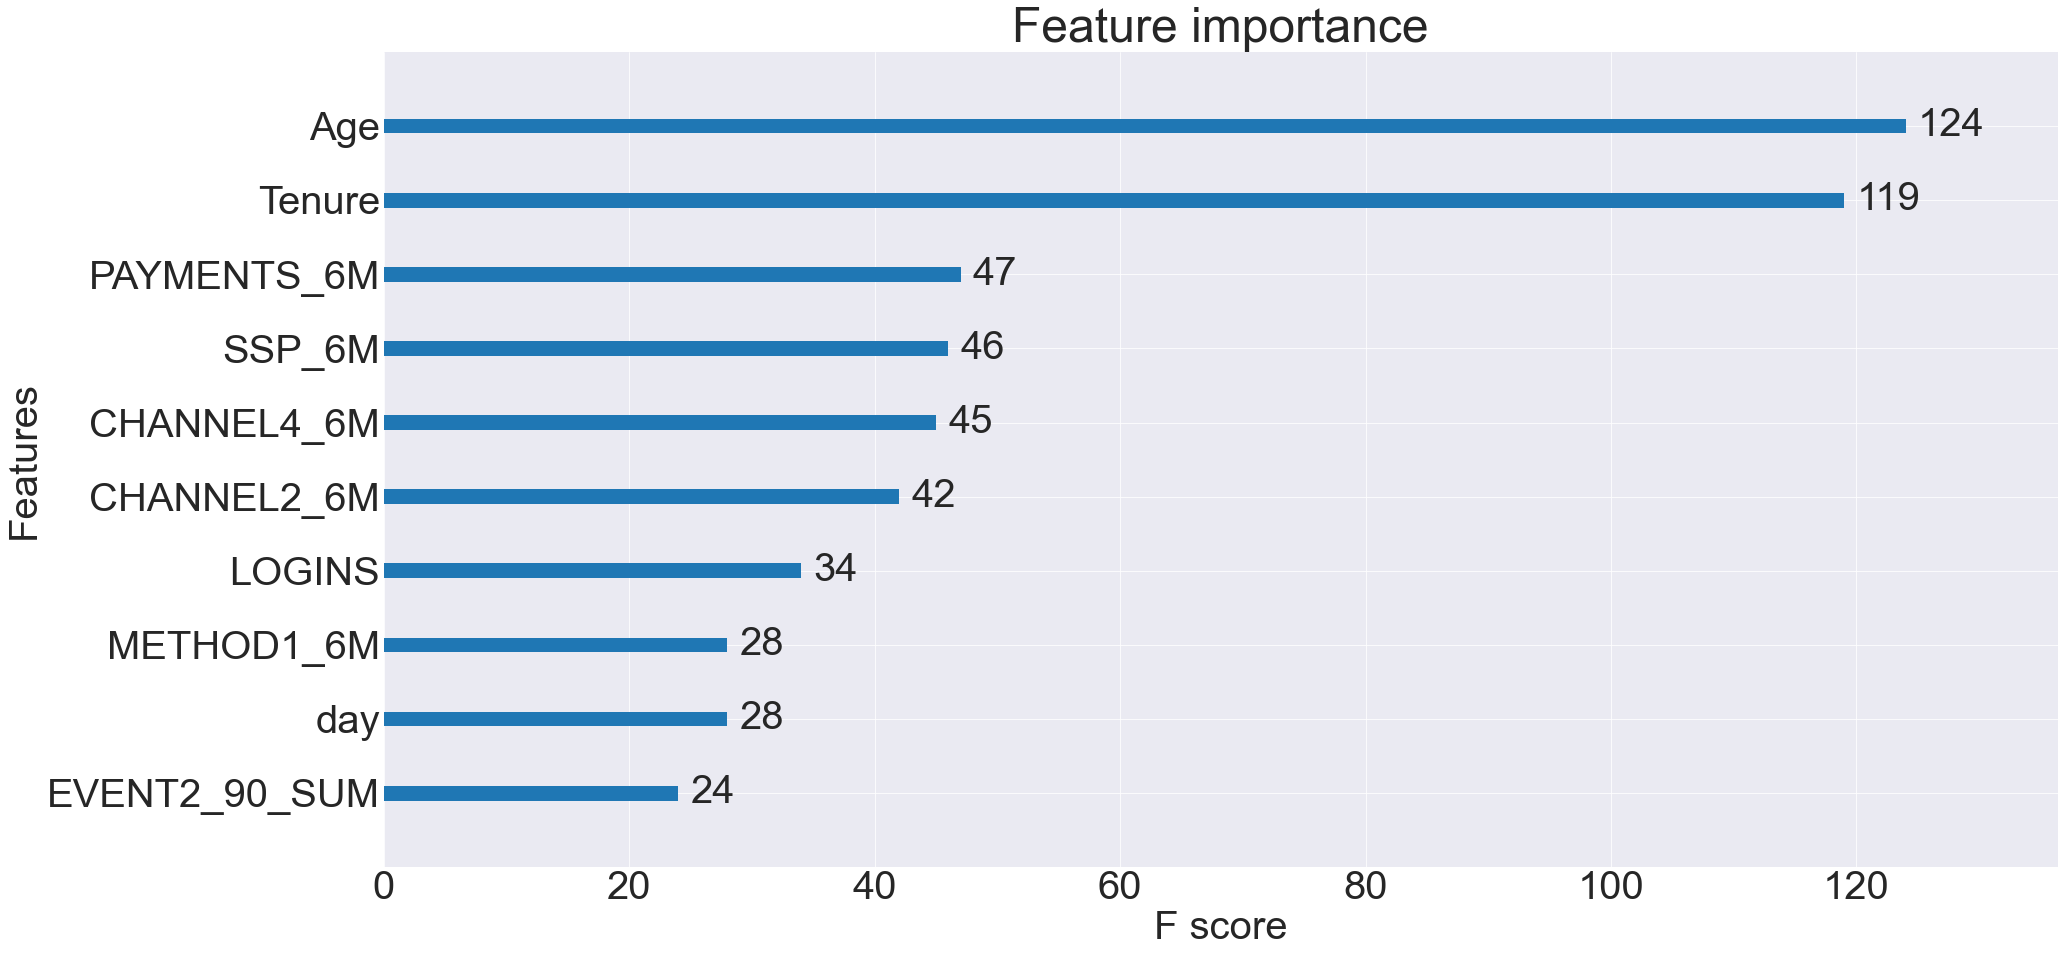 Feature importance
Features
Age 124
Tenure 119
PAYMENTS_6M 47
SSP_6M 46
CHANNEL4_6M 45
CHANNEL2_6M 42
LOGINS 34
METHOD1_6M 28
day 28
EVENT2_90_SUM 24
0 20 40 60 80 100 120
F score